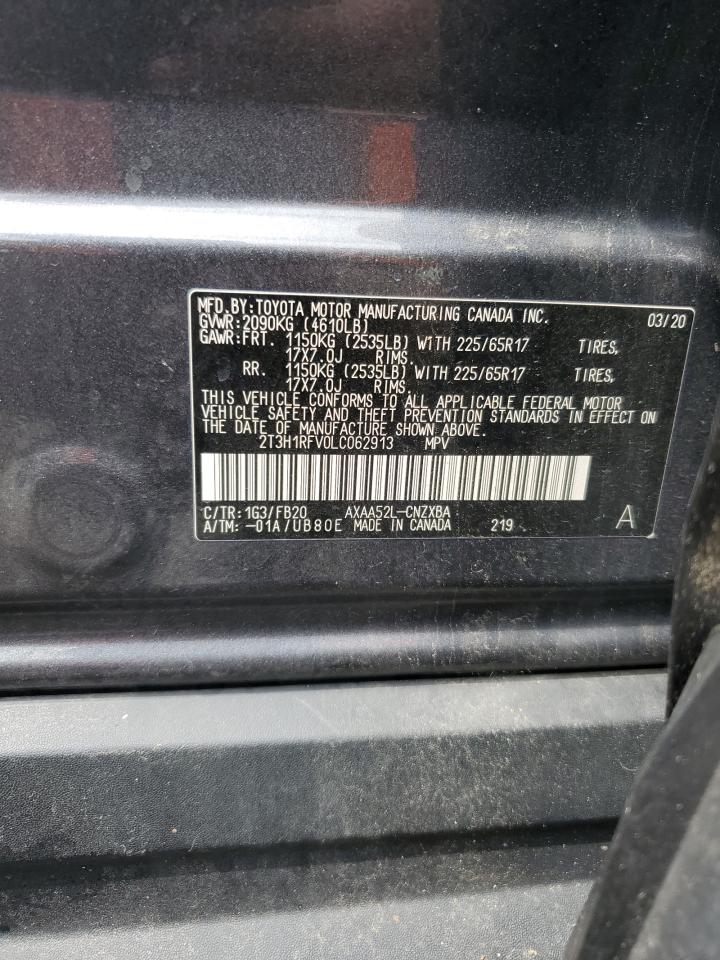 MFD.BY:TOYOTA MOTOR MANUFACTURING CANADA INC. 03/20
GVWR:2090KG (4610LB)
GAWR:FRT. 1150KG (2535LB) WITH 225/65R17 TIRES,
17X7.0J RIMS.
RR. 1150KG (2535LB) WITH 225/65R17 TIRES,
17X7.0J RIMS.
THIS VEHICLE CONFORMS TO ALL APPLICABLE FEDERAL MOTOR
VEHICLE SAFETY AND THEFT PREVENTION STANDARDS IN EFFECT ON
THE DATE OF MANUFACTURE SHOWN ABOVE.
2T3H1RFV0LC062913 MPV
C/TR:1G3/FB20 AXAA52L-CNZXBA
A/TM:-01A/UB80E MADE IN CANADA 219 A